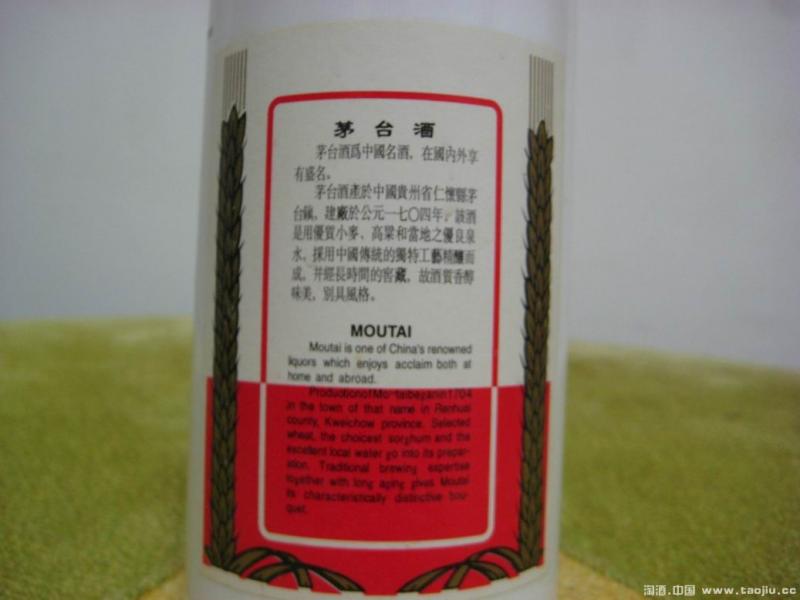 茅台酒
茅台酒爲中國名酒，在國內外享
有盛名。
茅台酒產於中國貴州省仁懷縣茅
台鎮，建廠於公元一七〇四年。該酒
是用優質小麥、高粱和當地之優良泉
水，採用中國傳統的獨特工藝精釀而
成，并經長時間的窖藏，故酒質香醇
味美，別具風格。
MOUTAI
Moutai is one of China's renowned
liquors which enjoys acclaim both at
home and abroad.
Production of Moutai began in 1704
in the town of that name in Renhuai
county, Kweichow province. Selected
wheat, the choicest sorghum and the
excellent local water go into its prepar-
ation. Traditional brewing expertise
together with long aging gives Moutai
its characteristically distinctive bou-
quet.
淘酒.中国 www.taojiu.cc